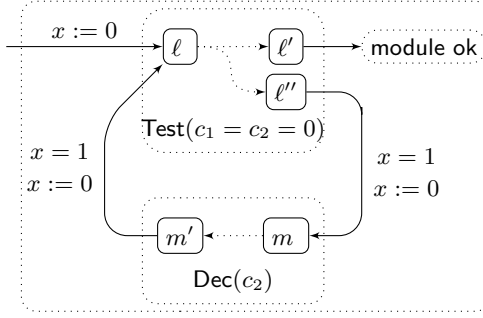 x := 0
ℓ
ℓ′
module ok
ℓ″
Test(c₁ = c₂ = 0)
x = 1
x := 0
x = 1
x := 0
m′
m
Dec(c₂)